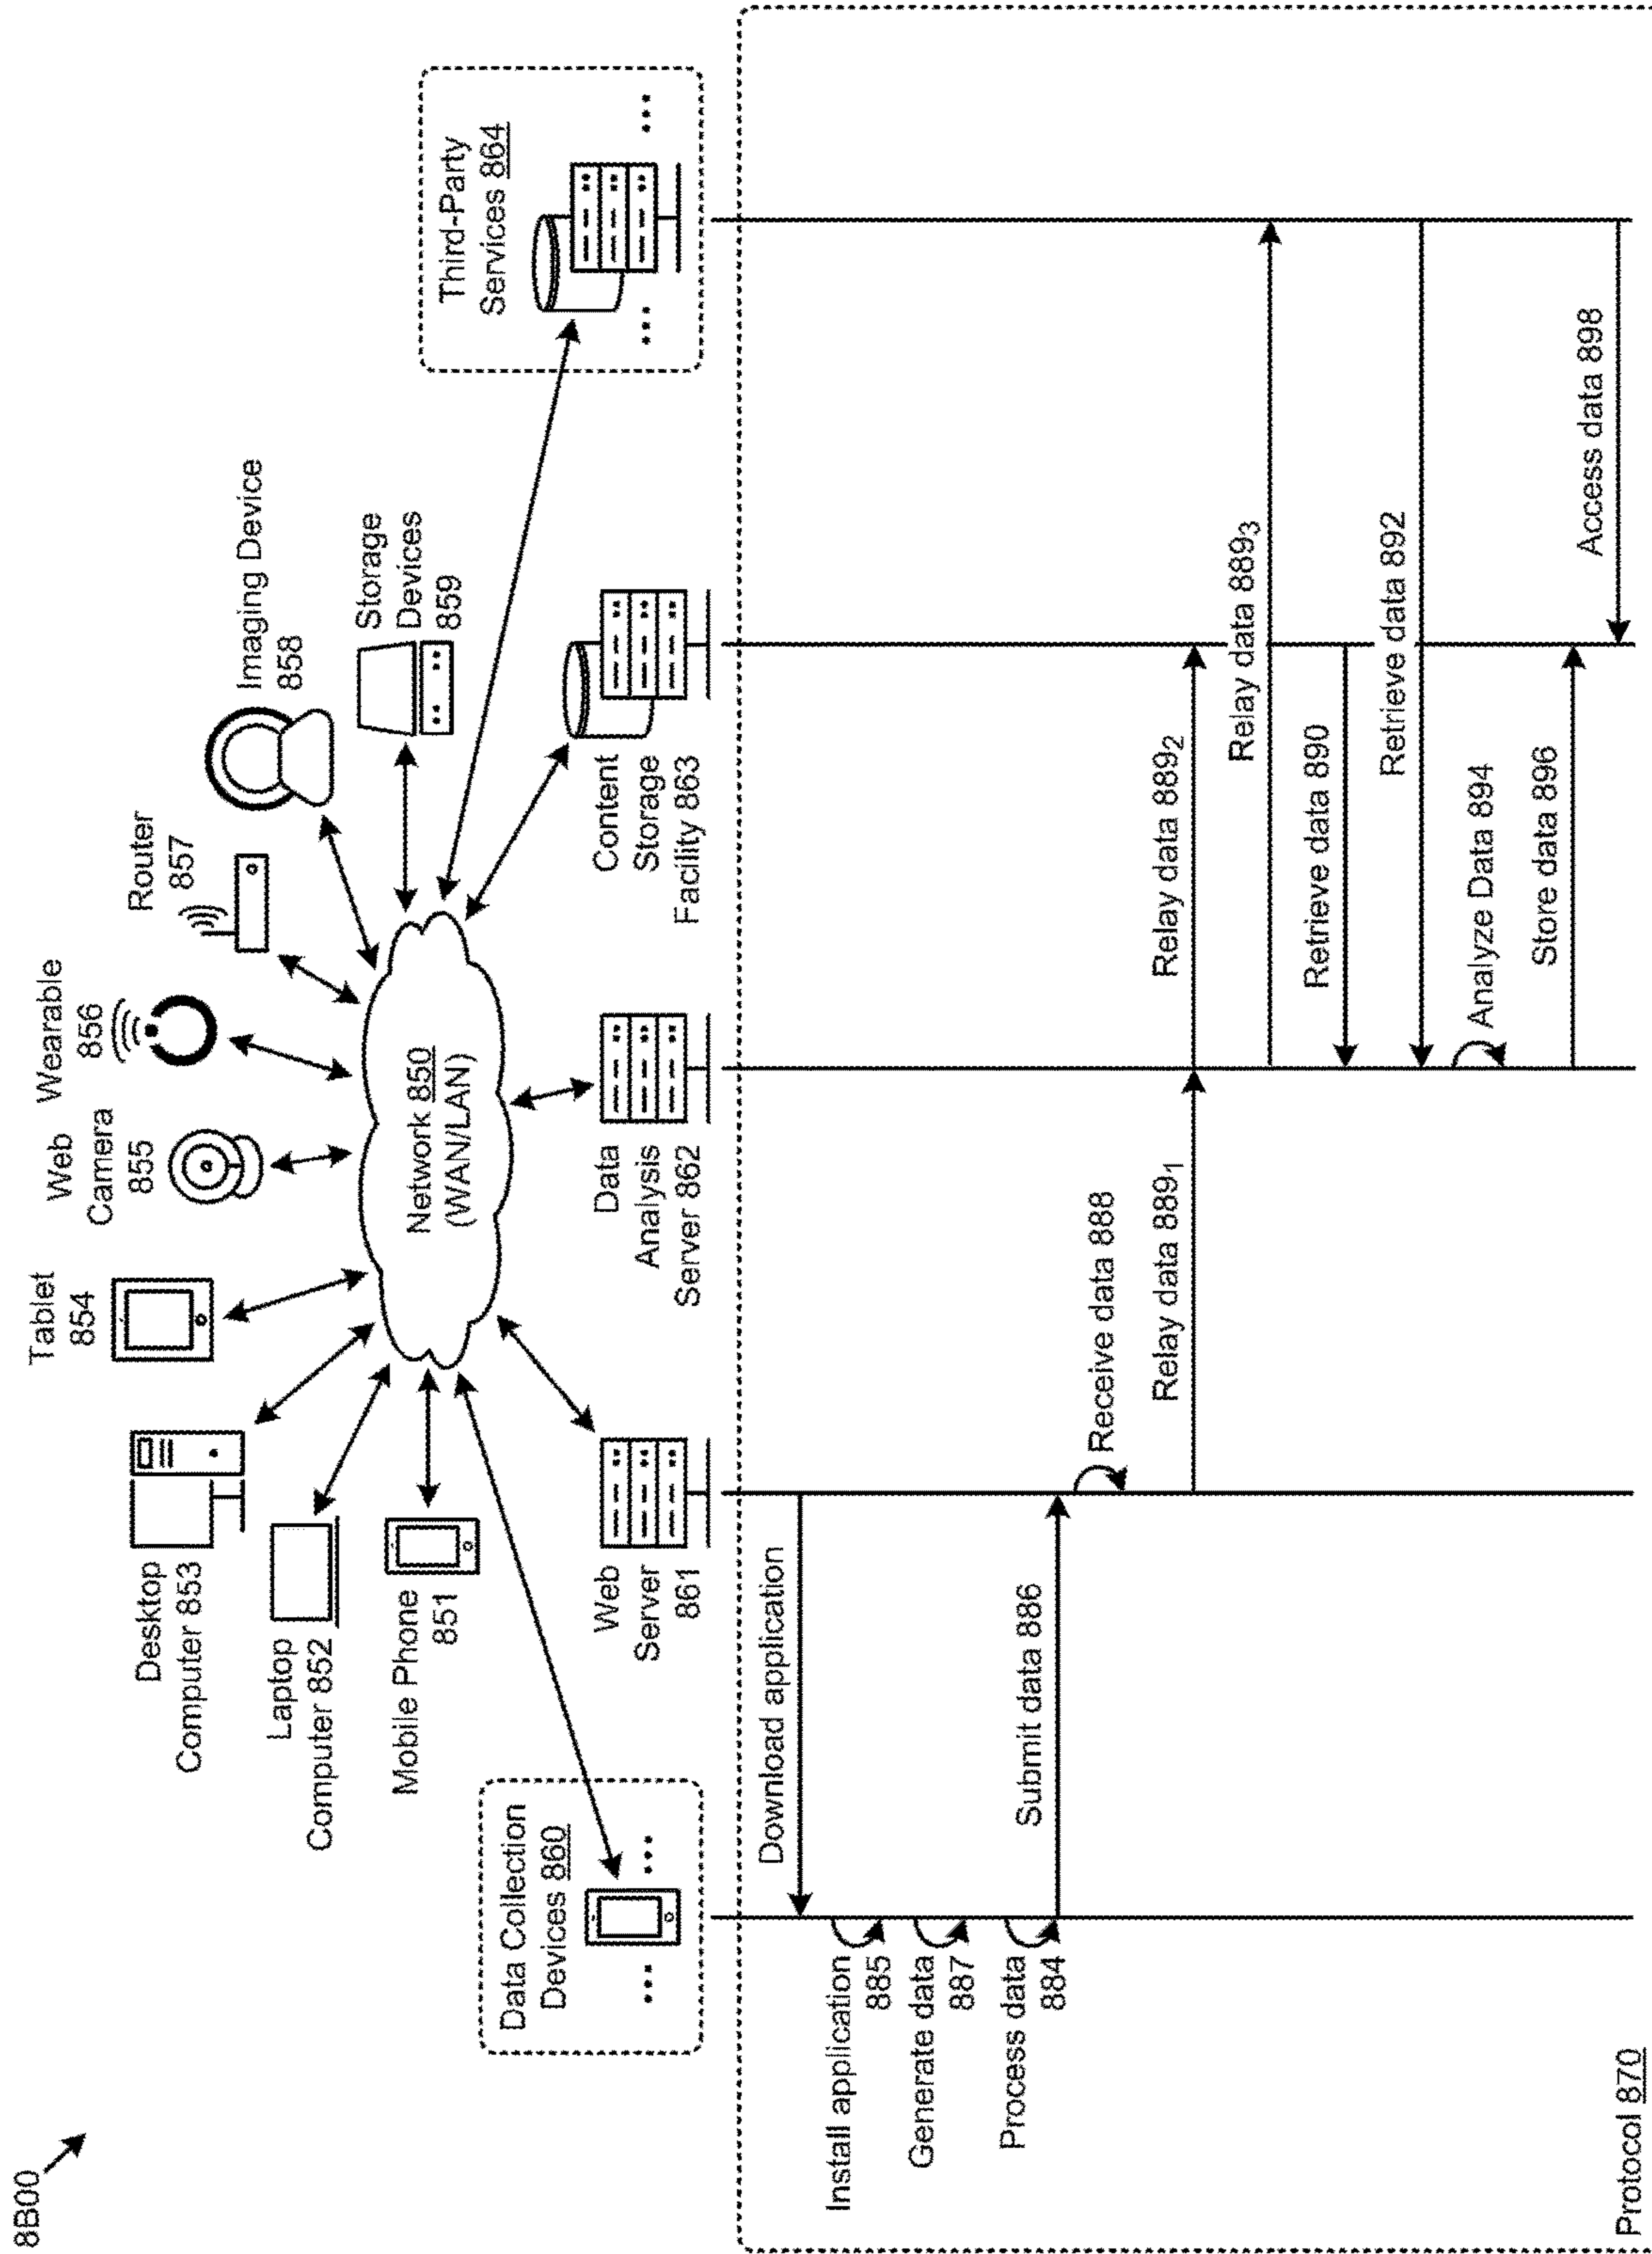 8B00
Desktop
Computer 853
Laptop
Computer 852
Mobile Phone
851
Tablet
854
Web
Camera
855
Wearable
856
Router
857
Imaging Device
858
Storage
Devices
859
Network 850
(WAN/LAN)
Data Collection
Devices 860
Web
Server
861
Data
Analysis
Server 862
Content
Storage
Facility 863
Third-Party
Services 864
Download application
Install application
885
Generate data
887
Process data
884
Submit data 886
Receive data 888
Relay data 889₁
Relay data 889₂
Relay data 889₃
Retrieve data 890
Retrieve data 892
Analyze Data 894
Store data 896
Access data 898
Protocol 870